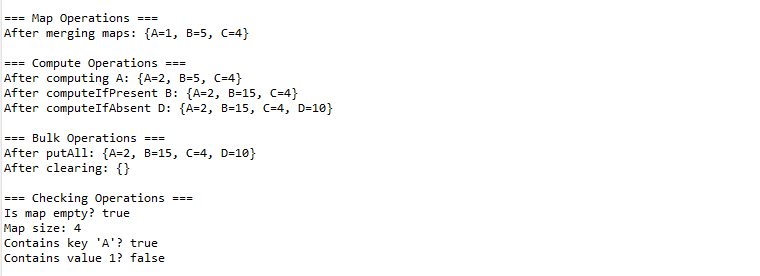 === Map Operations ===
After merging maps: {A=1, B=5, C=4}
=== Compute Operations ===
After computing A: {A=2, B=5, C=4}
After computeIfPresent B: {A=2, B=15, C=4}
After computeIfAbsent D: {A=2, B=15, C=4, D=10}
=== Bulk Operations ===
After putAll: {A=2, B=15, C=4, D=10}
After clearing: {}
=== Checking Operations ===
Is map empty? true
Map size: 4
Contains key 'A'? true
Contains value 1? false